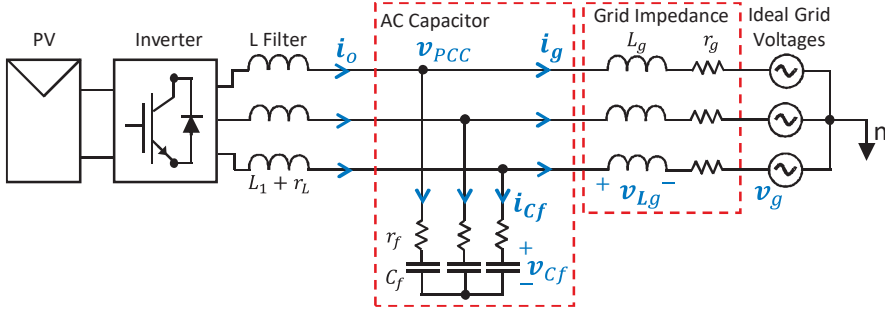 PV
Inverter
L Filter
AC Capacitor
Grid Impedance
Ideal Grid
Voltages
i_o
v_PCC
i_g
L_g
r_g
n
L_1 + r_L
+ v_Lg −
v_g
i_Cf
r_f
+
C_f
v_Cf
−